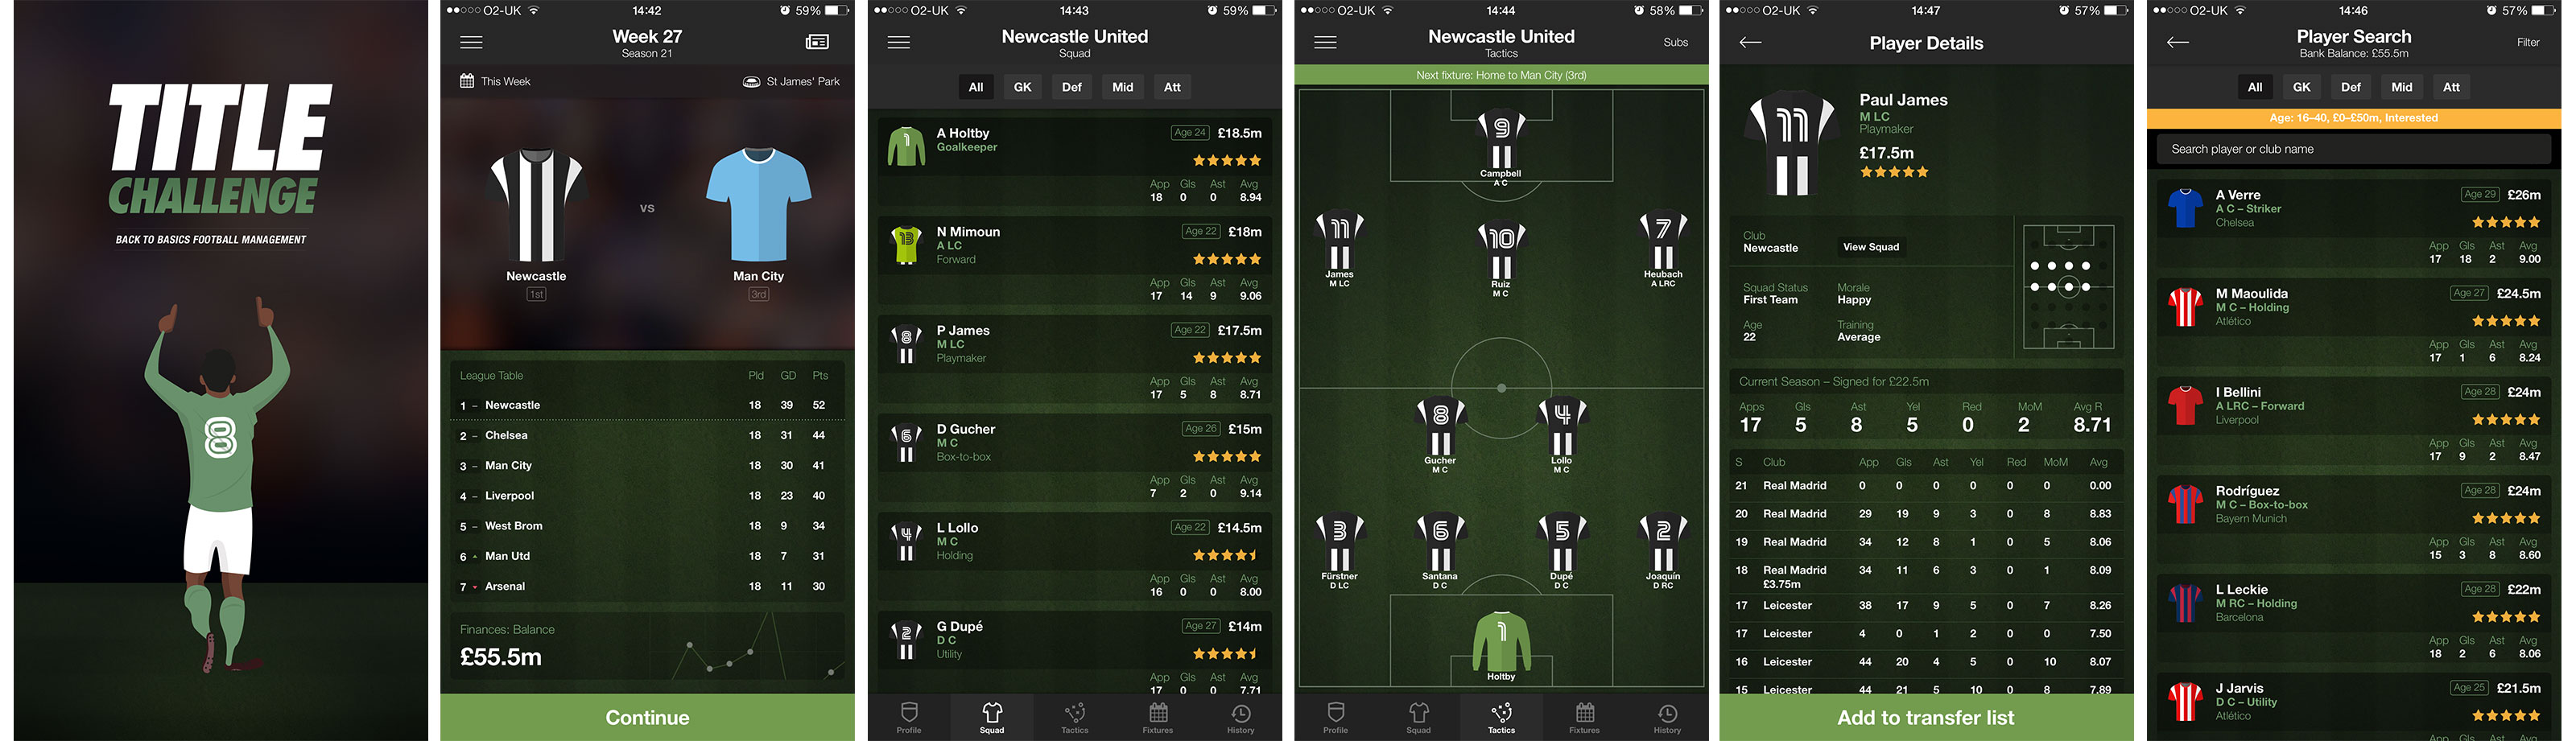 TITLE
CHALLENGE
BACK TO BASICS FOOTBALL MANAGEMENT
8
O2-UK 14:42 59%
Week 27
Season 21
This Week St James' Park
vs
Newcastle Man City
1st 3rd
League Table Pld GD Pts
1 – Newcastle 18 39 52
2 – Chelsea 18 31 44
3 – Man City 18 30 41
4 – Liverpool 18 23 40
5 – West Brom 18 9 34
6 Man Utd 18 7 31
7 Arsenal 18 11 30
Finances: Balance
£55.5m
Continue
O2-UK 14:43 59%
Newcastle United
Squad
All GK Def Mid Att
1 A Holtby Age 24 £18.5m
Goalkeeper
App Gls Ast Avg
18 0 0 8.94
13 N Mimoun Age 22 £18m
A LC
Forward
App Gls Ast Avg
17 14 9 9.06
8 P James Age 22 £17.5m
M LC
Playmaker
App Gls Ast Avg
17 5 8 8.71
6 D Gucher Age 26 £15m
M C
Box-to-box
App Gls Ast Avg
7 2 0 9.14
4 L Lollo Age 22 £14.5m
M C
Holding
App Gls Ast Avg
16 0 0 8.00
2 G Dupé Age 27 £14m
D C
Utility
App Gls Ast Avg
17 0 0 7.71
Profile Squad Tactics Fixtures History
O2-UK 14:44 58%
Newcastle United Subs
Tactics
Next fixture: Home to Man City (3rd)
9
Campbell
A C
11 10 7
James Ruiz Heubach
M LC M C A LRC
8 4
Gucher Lollo
M C M C
3 6 5 2
Fürstner Santana Dupé Joaquín
D LC D C D C D RC
1
Holtby
Profile Squad Tactics Fixtures History
O2-UK 14:47 57%
Player Details
11
Paul James
M LC
Playmaker
£17.5m
Club
Newcastle View Squad
Squad Status Morale
First Team Happy
Age Training
22 Average
Current Season – Signed for £22.5m
Apps Gls Ast Yel Red MoM Avg R
17 5 8 5 0 2 8.71
S Club App Gls Ast Yel Red MoM Avg
21 Real Madrid 0 0 0 0 0 0 0.00
20 Real Madrid 29 19 9 3 0 8 8.83
19 Real Madrid 34 12 8 1 0 5 8.06
18 Real Madrid 34 11 6 3 0 1 8.09
£3.75m
17 Leicester 38 17 9 5 0 7 8.26
17 Leicester 4 0 1 2 0 0 7.50
16 Leicester 44 20 4 5 0 10 8.07
15 Leicester 44 21 5 10 0 8 7.89
Add to transfer list
O2-UK 14:46 57%
Player Search Filter
Bank Balance: £55.5m
All GK Def Mid Att
Age: 16–40, £0–£50m, Interested
Search player or club name
A Verre Age 29 £26m
A C – Striker
Chelsea
App Gls Ast Avg
17 18 2 9.00
M Maoulida Age 27 £24.5m
M C – Holding
Atlético
App Gls Ast Avg
17 1 6 8.24
I Bellini Age 28 £24m
A LRC – Forward
Liverpool
App Gls Ast Avg
17 9 2 8.47
Rodríguez Age 28 £24m
M C – Box-to-box
Bayern Munich
App Gls Ast Avg
15 3 8 8.60
L Leckie Age 28 £22m
M RC – Holding
Barcelona
App Gls Ast Avg
18 2 6 8.06
J Jarvis Age 25 £21.5m
D C – Utility
Atlético
App Gls Ast Avg